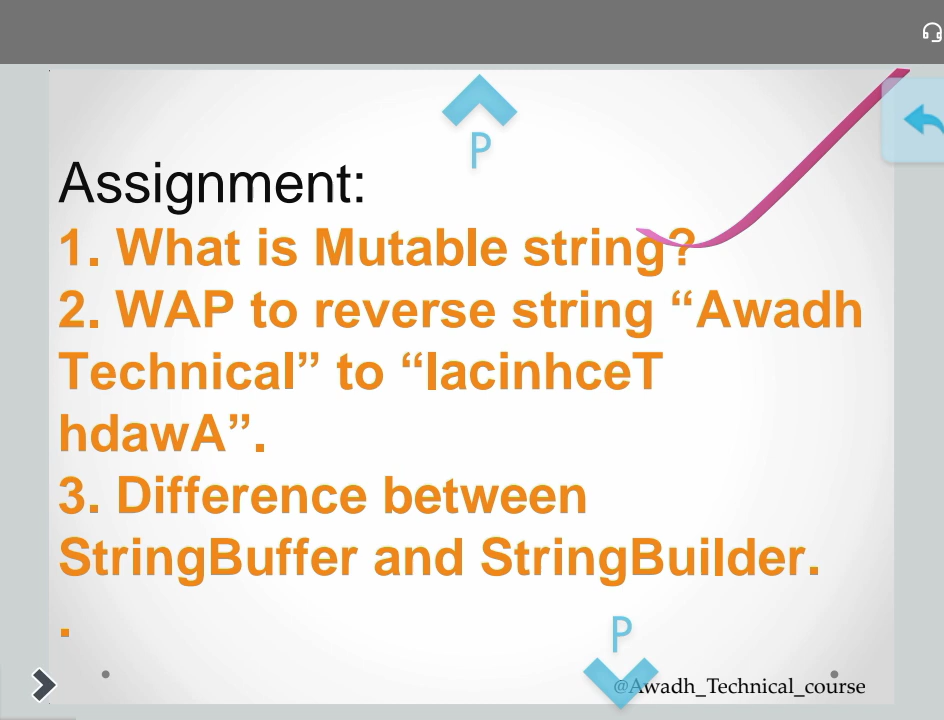 P
Assignment:
1. What is Mutable string?
2. WAP to reverse string “Awadh
Technical” to “lacinhceT
hdawA”.
3. Difference between
StringBuffer and StringBuilder.
.
P
@Awadh_Technical_course